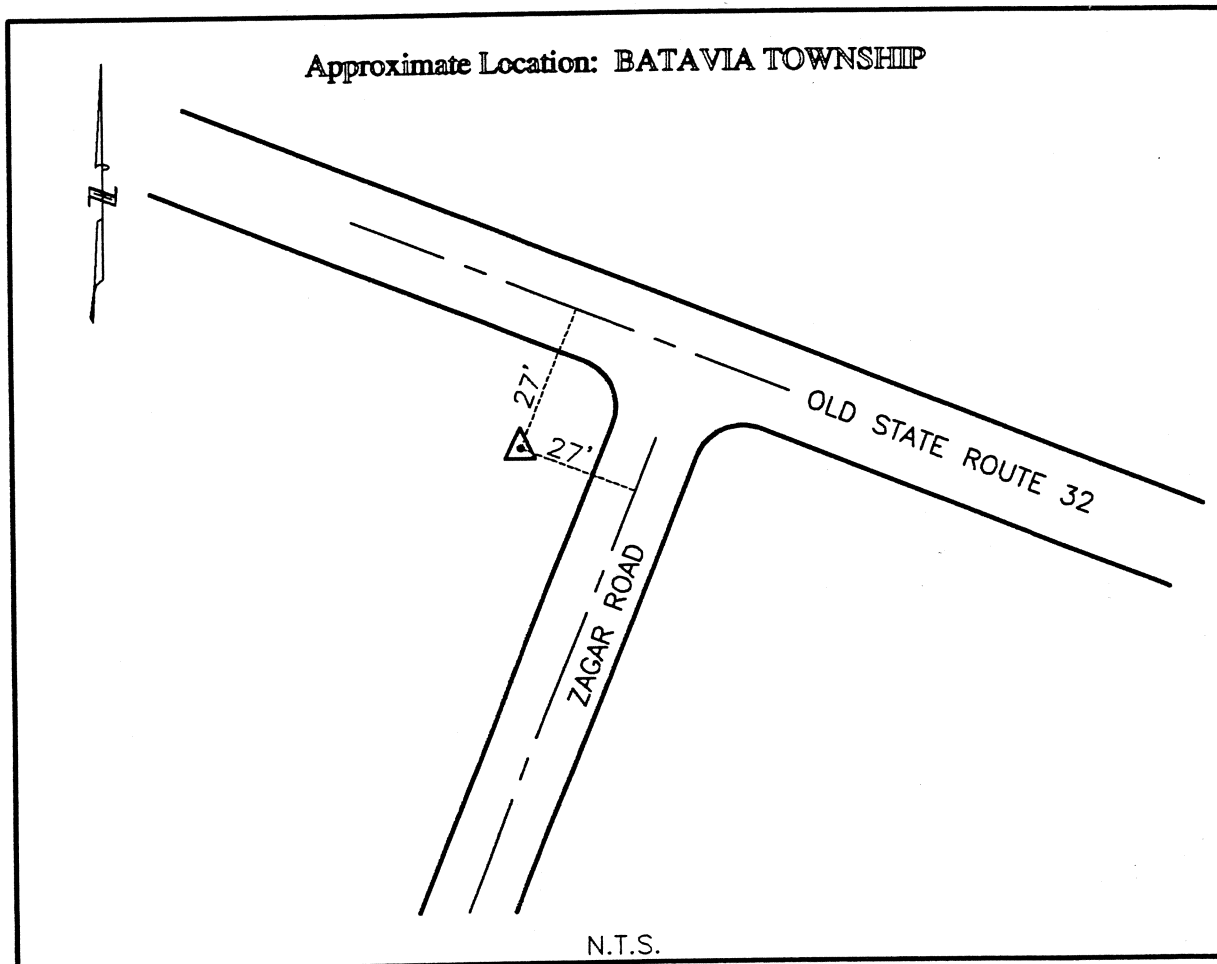 Approximate Location: BATAVIA TOWNSHIP
N
27'
27'
OLD STATE ROUTE 32
ZAGAR ROAD
N.T.S.